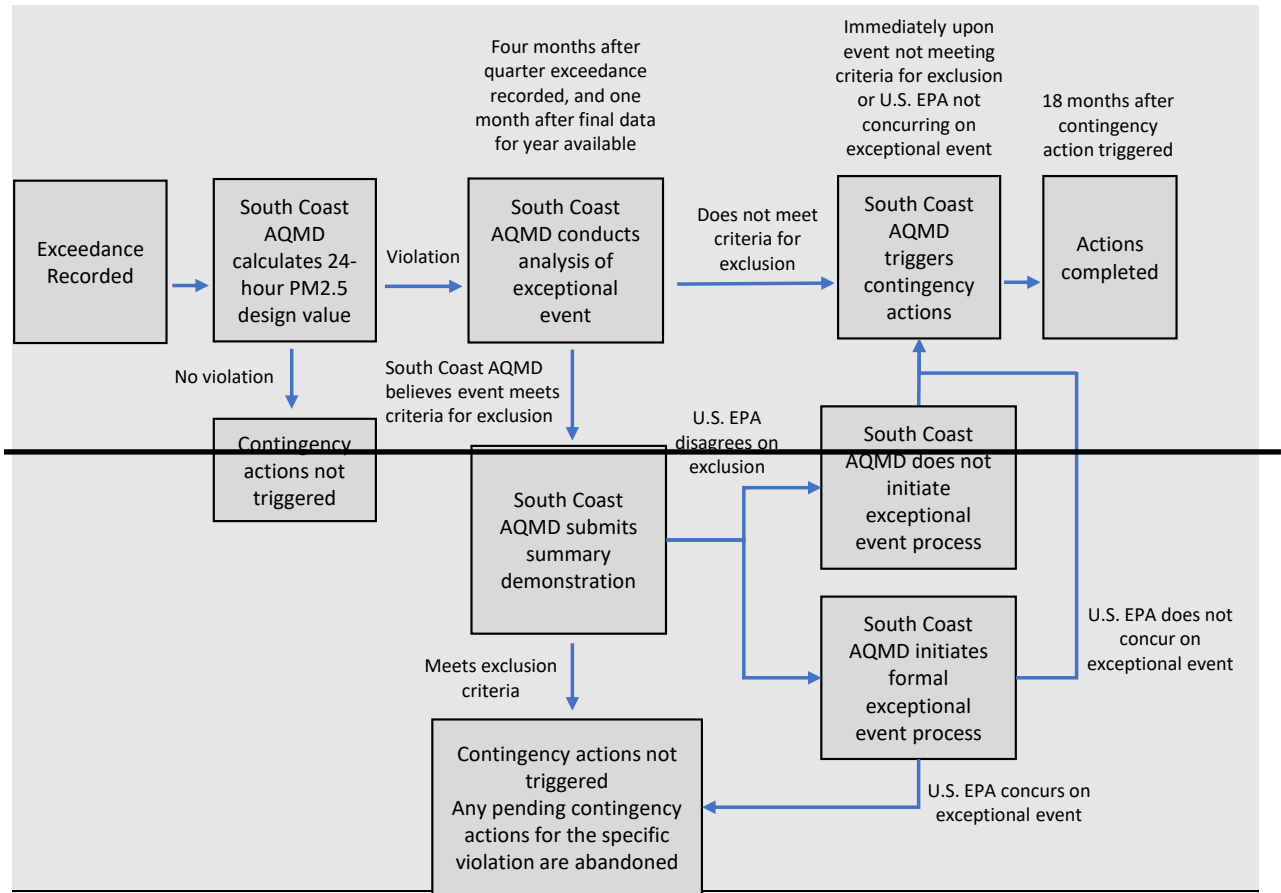 Four months after
quarter exceedance
recorded, and one
month after final data
for year available
Immediately upon
event not meeting
criteria for exclusion
or U.S. EPA not
concurring on
exceptional event
18 months after
contingency
action triggered
Exceedance
Recorded
South Coast
AQMD
calculates 24-
hour PM2.5
design value
Violation
South Coast
AQMD conducts
analysis of
exceptional
event
Does not meet
criteria for
exclusion
South Coast
AQMD
triggers
contingency
actions
Actions
completed
No violation
South Coast AQMD
believes event meets
criteria for exclusion
Contingency
actions not
triggered
U.S. EPA
disagrees on
exclusion
South Coast
AQMD does not
initiate
exceptional
event process
South Coast
AQMD submits
summary
demonstration
South Coast
AQMD initiates
formal
exceptional
event process
U.S. EPA does not
concur on
exceptional event
Meets exclusion
criteria
Contingency actions not
triggered
Any pending contingency
actions for the specific
violation are abandoned
U.S. EPA concurs on
exceptional event